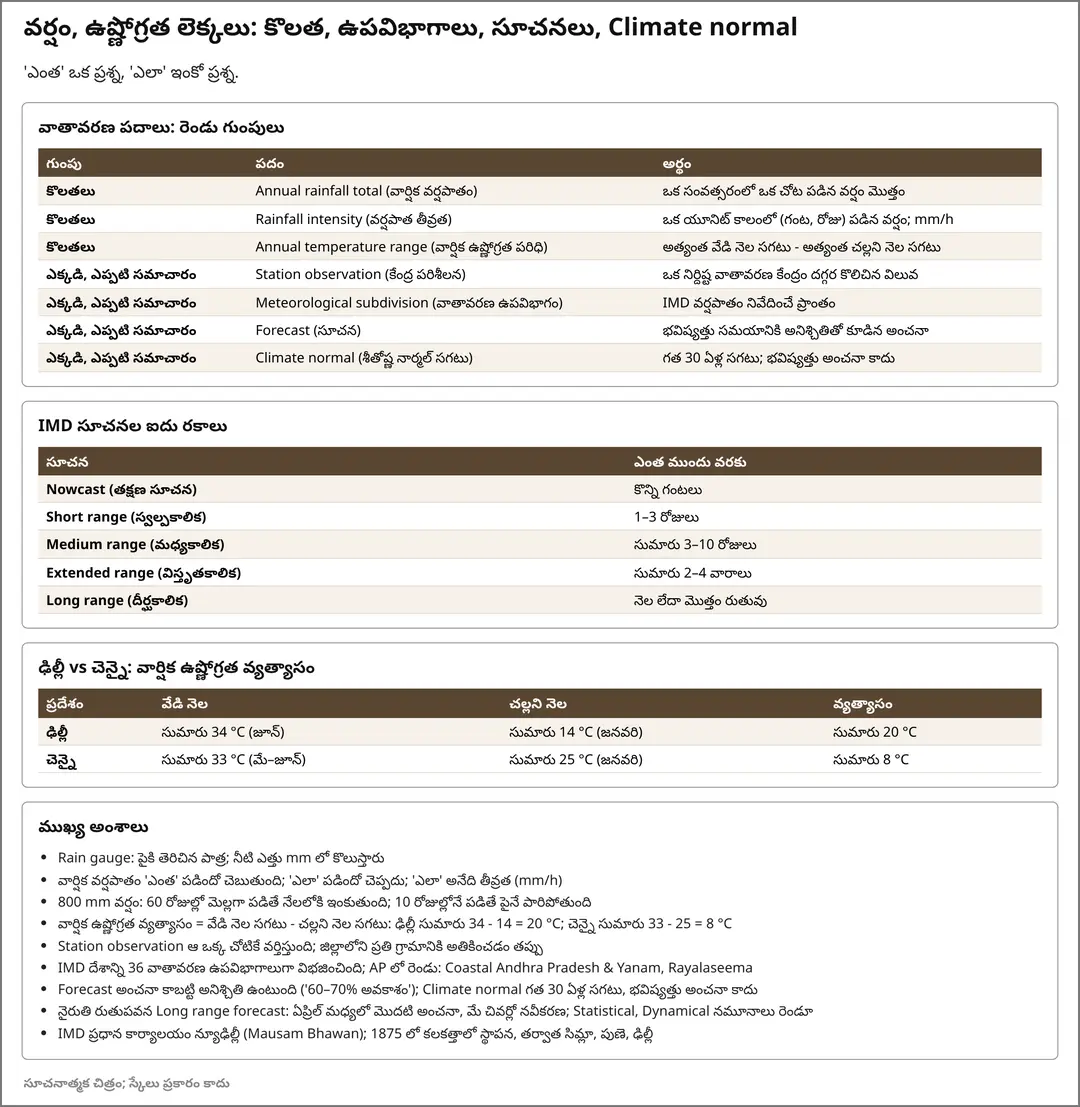 వర్షం, ఉష్ణోగ్రత లెక్కలు: కొలత, ఉపవిభాగాలు, సూచనలు, Climate normal
'ఎంత' ఒక ప్రశ్న, 'ఎలా' ఇంకో ప్రశ్న.
వాతావరణ పదాలు: రెండు గుంపులు
గుంపు పదం అర్థం
కొలతలు Annual rainfall total (వార్షిక వర్షపాతం) ఒక సంవత్సరంలో ఒక చోట పడిన వర్షం మొత్తం
కొలతలు Rainfall intensity (వర్షపాత తీవ్రత) ఒక యూనిట్ కాలంలో (గంట, రోజు) పడిన వర్షం; mm/h
కొలతలు Annual temperature range (వార్షిక ఉష్ణోగ్రత పరిధి) అత్యంత వేడి నెల సగటు - అత్యంత చల్లని నెల సగటు
ఎక్కడి, ఎప్పటి సమాచారం Station observation (కేంద్ర పరిశీలన) ఒక నిర్దిష్ట వాతావరణ కేంద్రం దగ్గర కొలిచిన విలువ
ఎక్కడి, ఎప్పటి సమాచారం Meteorological subdivision (వాతావరణ ఉపవిభాగం) IMD వర్షపాతం నివేదించే ప్రాంతం
ఎక్కడి, ఎప్పటి సమాచారం Forecast (సూచన) భవిష్యత్తు సమయానికి అనిశ్చితితో కూడిన అంచనా
ఎక్కడి, ఎప్పటి సమాచారం Climate normal (శీతోష్ణ నార్మల్ సగటు) గత 30 ఏళ్ల సగటు; భవిష్యత్తు అంచనా కాదు
IMD సూచనల ఐదు రకాలు
సూచన ఎంత ముందు వరకు
Nowcast (తక్షణ సూచన) కొన్ని గంటలు
Short range (స్వల్పకాలిక) 1–3 రోజులు
Medium range (మధ్యకాలిక) సుమారు 3–10 రోజులు
Extended range (విస్తృతకాలిక) సుమారు 2–4 వారాలు
Long range (దీర్ఘకాలిక) నెల లేదా మొత్తం రుతువు
ఢిల్లీ vs చెన్నై: వార్షిక ఉష్ణోగ్రత వ్యత్యాసం
ప్రదేశం వేడి నెల చల్లని నెల వ్యత్యాసం
ఢిల్లీ సుమారు 34 °C (జూన్) సుమారు 14 °C (జనవరి) సుమారు 20 °C
చెన్నై సుమారు 33 °C (మే–జూన్) సుమారు 25 °C (జనవరి) సుమారు 8 °C
ముఖ్య అంశాలు
• Rain gauge: పైకి తెరిచిన పాత్ర; నీటి ఎత్తు mm లో కొలుస్తారు
• వార్షిక వర్షపాతం 'ఎంత' పడిందో చెబుతుంది; 'ఎలా' పడిందో చెప్పదు; 'ఎలా' అనేది తీవ్రత (mm/h)
• 800 mm వర్షం: 60 రోజుల్లో మెల్లగా పడితే నేలలోకి ఇంకుతుంది; 10 రోజుల్లోనే పడితే పైనే పారిపోతుంది
• వార్షిక ఉష్ణోగ్రత వ్యత్యాసం = వేడి నెల సగటు - చల్లని నెల సగటు: ఢిల్లీ సుమారు 34 - 14 = 20 °C; చెన్నై సుమారు 33 - 25 = 8 °C
• Station observation ఆ ఒక్క చోటికే వర్తిస్తుంది; జిల్లాలోని ప్రతి గ్రామానికి అతికించడం తప్పు
• IMD దేశాన్ని 36 వాతావరణ ఉపవిభాగాలుగా విభజించింది; AP లో రెండు: Coastal Andhra Pradesh & Yanam, Rayalaseema
• Forecast అంచనా కాబట్టి అనిశ్చితి ఉంటుంది ('60–70% అవకాశం'); Climate normal గత 30 ఏళ్ల సగటు, భవిష్యత్తు అంచనా కాదు
• నైరుతి రుతుపవన Long range forecast: ఏప్రిల్ మధ్యలో మొదటి అంచనా, మే చివర్లో నవీకరణ; Statistical, Dynamical నమూనాలు రెండూ
• IMD ప్రధాన కార్యాలయం న్యూఢిల్లీ (Mausam Bhawan); 1875 లో కలకత్తాలో స్థాపన, తర్వాత సిమ్లా, పుణె, ఢిల్లీ
సూచనాత్మక చిత్రం; స్కేలు ప్రకారం కాదు